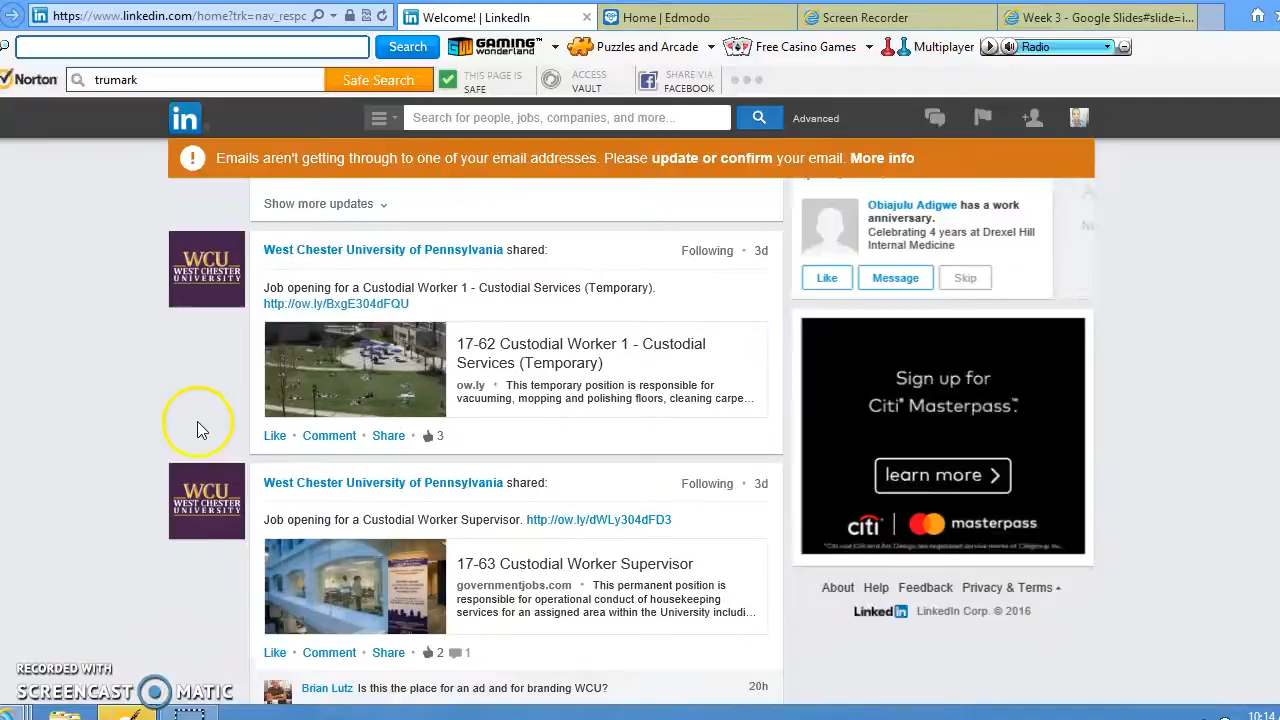 https://www.linkedin.com/home?trk=nav_respc
Welcome! | LinkedIn
Home | Edmodo
Screen Recorder
Week 3 - Google Slides#slide=i...
Search
GAMING wonderland
Puzzles and Arcade
Free Casino Games
Multiplayer
Radio
Norton
trumark
Safe Search
THIS PAGE IS SAFE
ACCESS VAULT
SHARE VIA FACEBOOK
in
Search for people, jobs, companies, and more...
Advanced
Emails aren't getting through to one of your email addresses. Please update or confirm your email. More info
Show more updates
WCU
WEST CHESTER
UNIVERSITY
West Chester University of Pennsylvania shared:
Following • 3d
Job opening for a Custodial Worker 1 - Custodial Services (Temporary).
http://ow.ly/BxgE304dFQU
17-62 Custodial Worker 1 - Custodial
Services (Temporary)
ow.ly • This temporary position is responsible for
vacuuming, mopping and polishing floors, cleaning carpe...
Like • Comment • Share • 3
WCU
WEST CHESTER
UNIVERSITY
West Chester University of Pennsylvania shared:
Following • 3d
Job opening for a Custodial Worker Supervisor. http://ow.ly/dWLy304dFD3
17-63 Custodial Worker Supervisor
governmentjobs.com • This permanent position is
responsible for operational conduct of housekeeping
services for an assigned area within the University includi...
Like • Comment • Share • 2 1
Brian Lutz Is this the place for an ad and for branding WCU?
20h
Obiajulu Adigwe has a work
anniversary.
Celebrating 4 years at Drexel Hill
Internal Medicine
Like
Message
Skip
Sign up for
Citi® Masterpass™.
learn more
citi
mastercard
About Help Feedback Privacy & Terms
LinkedIn LinkedIn Corp. © 2016
RECORDED WITH
SCREENCAST MATIC
10:14